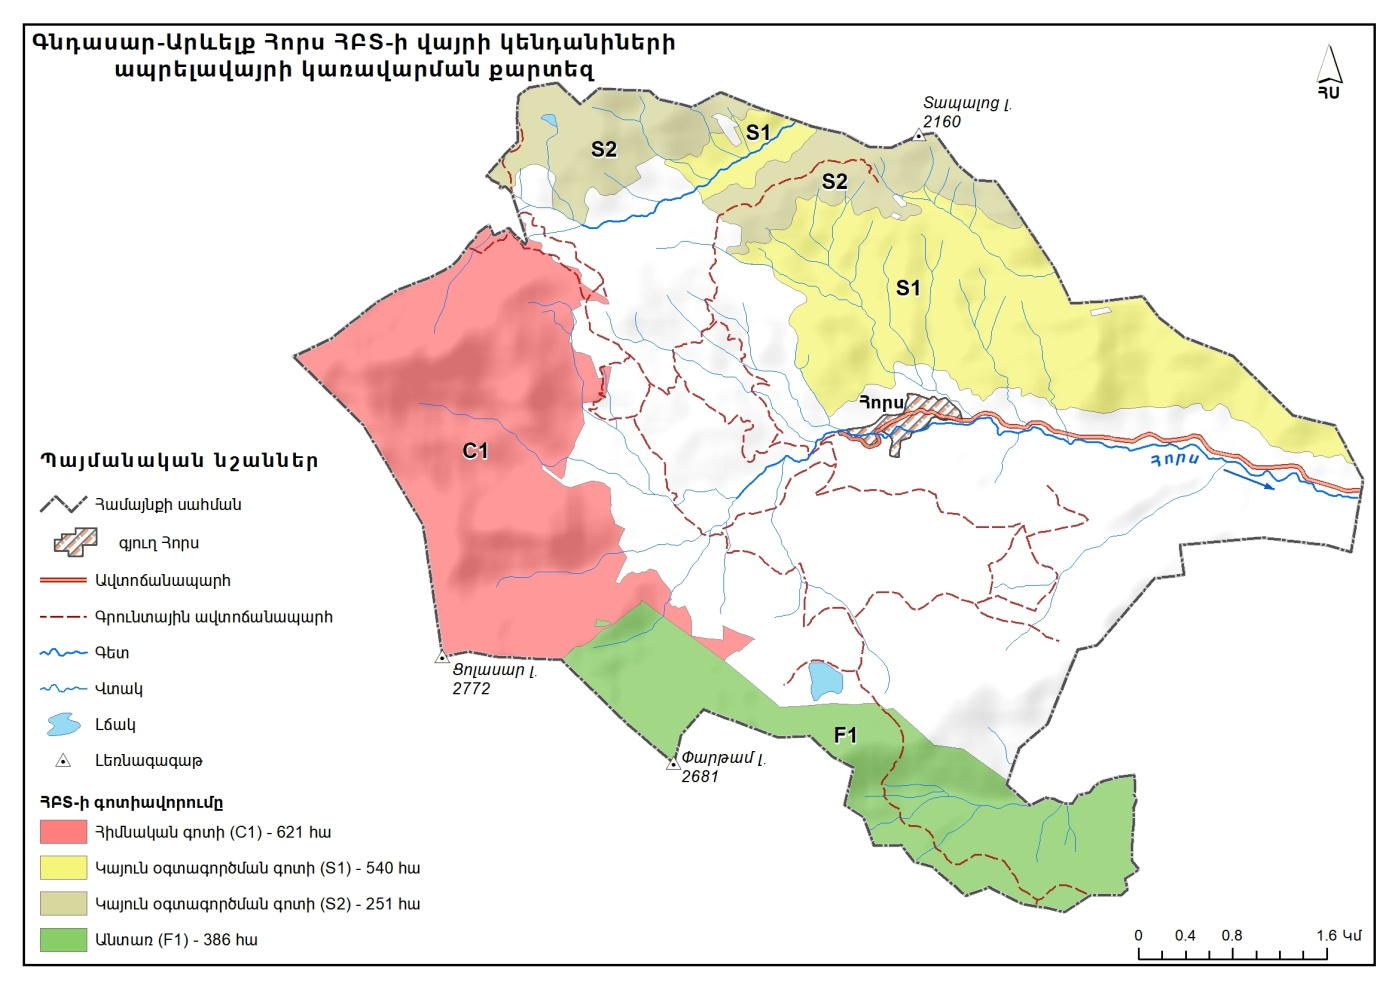 Գնդասար-Արևելք Հորս ՀԲՏ-ի վայրի կենդանիների
ապրելավայրի կառավարման քարտեզ
ՀՍ
Տապալոց լ.
2160
S1
S2
S2
S1
Հորս
C1
Հորս
Պայմանական նշաններ
Համայնքի սահման
գյուղ Հորս
Ավտոճանապարհ
Գրունտային ավտոճանապարհ
Գետ
Վտակ
Լճակ
Լեռնագագաթ
Ցոլասար լ.
2772
F1
Փարթամ լ.
2681
ՀԲՏ-ի գոտիավորումը
Հիմնական գոտի (C1) - 621 հա
Կայուն օգտագործման գոտի (S1) - 540 հա
Կայուն օգտագործման գոտի (S2) - 251 հա
Անտառ (F1) - 386 հա
0 0.4 0.8 1.6 Կմ